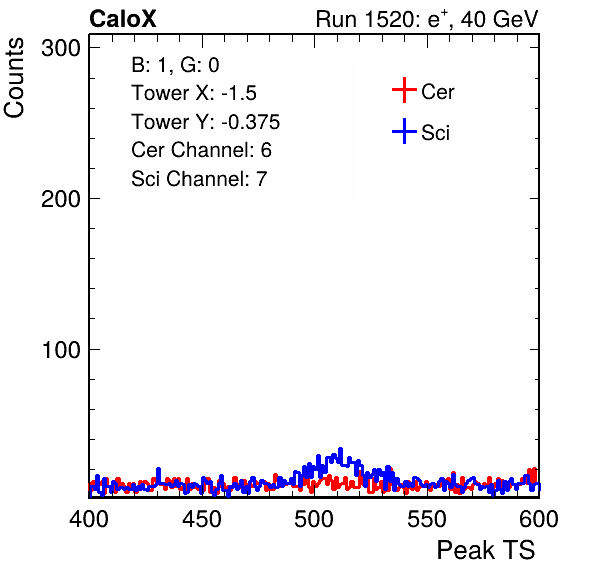 CaloX Run 1520: e⁺, 40 GeV
Counts
300
200
100
B: 1, G: 0
Tower X: -1.5
Tower Y: -0.375
Cer Channel: 6
Sci Channel: 7
Cer
Sci
400 450 500 550 600
Peak TS